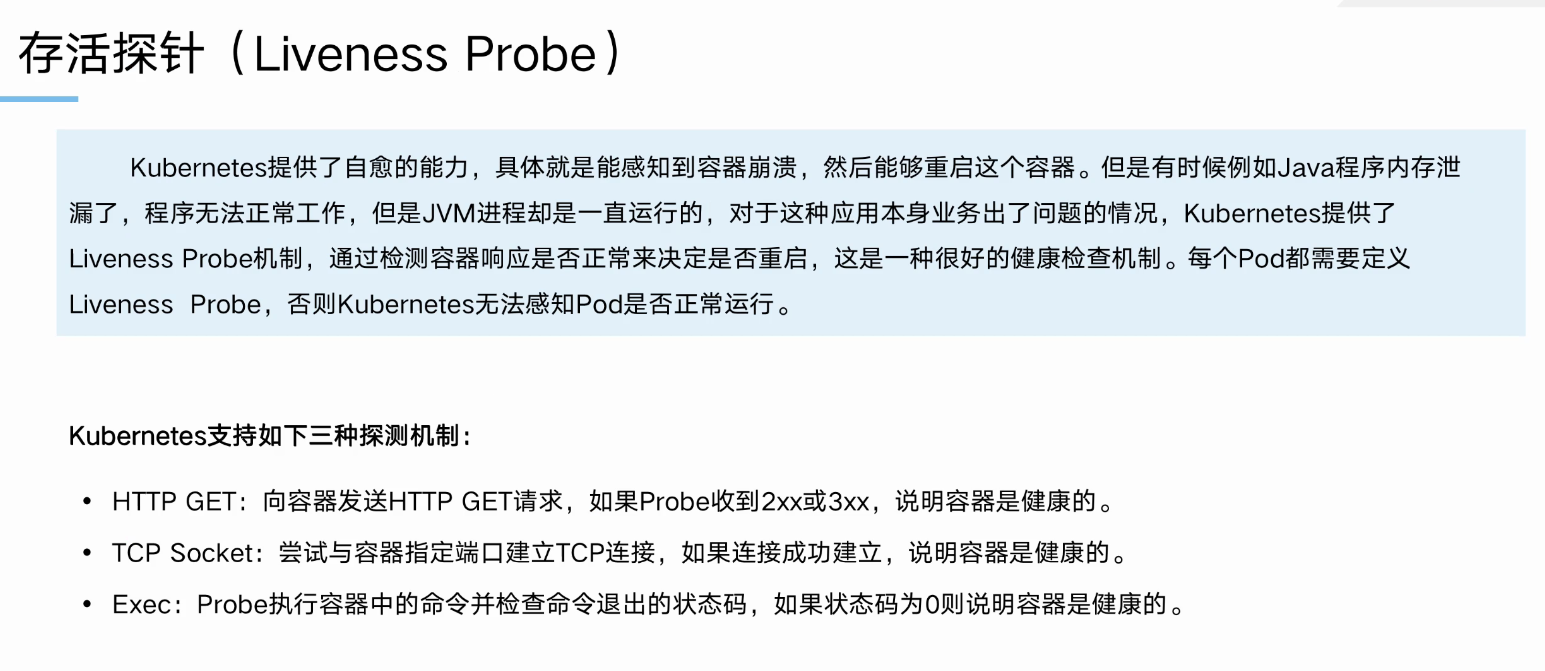 存活探针（Liveness Probe）
Kubernetes提供了自愈的能力，具体就是能感知到容器崩溃，然后能够重启这个容器。但是有时候例如Java程序内存泄
漏了，程序无法正常工作，但是JVM进程却是一直运行的，对于这种应用本身业务出了问题的情况，Kubernetes提供了
Liveness Probe机制，通过检测容器响应是否正常来决定是否重启，这是一种很好的健康检查机制。每个Pod都需要定义
Liveness  Probe，否则Kubernetes无法感知Pod是否正常运行。
Kubernetes支持如下三种探测机制：
• HTTP GET：向容器发送HTTP GET请求，如果Probe收到2xx或3xx，说明容器是健康的。
• TCP Socket：尝试与容器指定端口建立TCP连接，如果连接成功建立，说明容器是健康的。
• Exec：Probe执行容器中的命令并检查命令退出的状态码，如果状态码为0则说明容器是健康的。